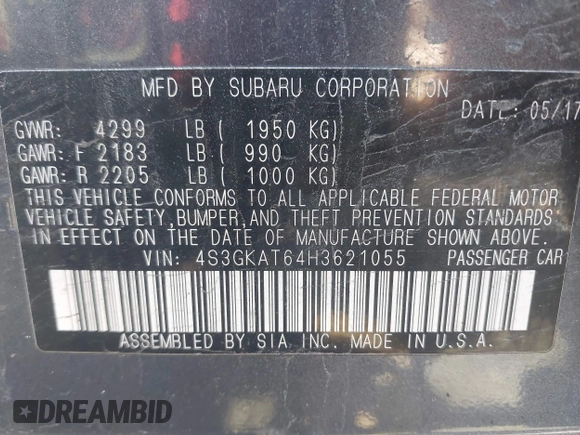 MFD BY SUBARU CORPORATION
DATE: 05/17
GVWR: 4299 LB ( 1950 KG)
GAWR: F 2183 LB ( 990 KG)
GAWR: R 2205 LB ( 1000 KG)
THIS VEHICLE CONFORMS TO ALL APPLICABLE FEDERAL MOTOR
VEHICLE SAFETY,BUMPER,AND THEFT PREVENTION STANDARDS
IN EFFECT ON THE DATE OF MANUFACTURE SHOWN ABOVE.
VIN: 4S3GKAT64H3621055 PASSENGER CAR
ASSEMBLED BY SIA INC. MADE IN U.S.A.
DREAMBID